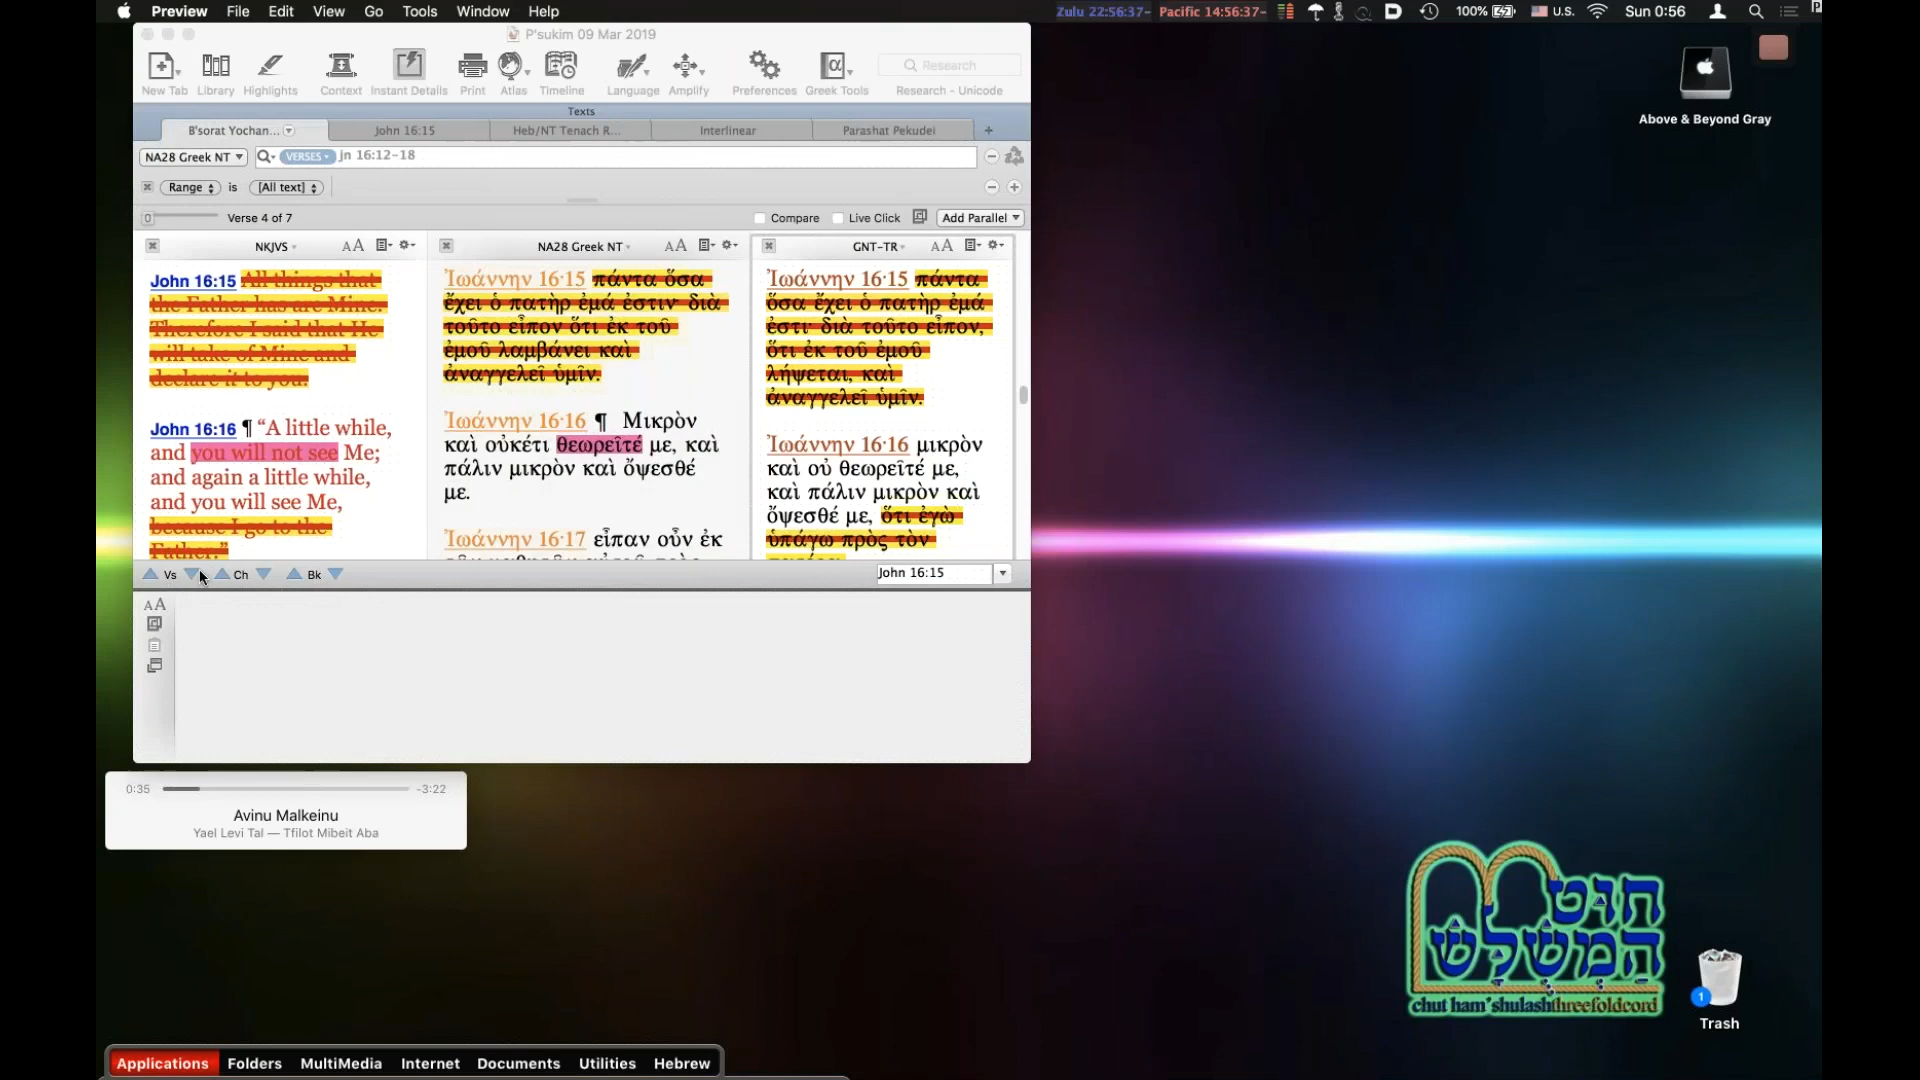 Preview File Edit View Go Tools Window Help
Zulu 22:56:37- Pacific 14:56:37- 100% U.S. Sun 0:56
P'sukim 09 Mar 2019
New Tab Library Highlights Context Instant Details Print Atlas Timeline Language Amplify Preferences Greek Tools Research
Research - Unicode
Texts
B'sorat Yochan... John 16:15 Heb/NT Tenach R... Interlinear Parashat Pekudei +
NA28 Greek NT VERSES jn 16:12-18
Range is [All text]
0 Verse 4 of 7 Compare Live Click Add Parallel
NKJVS AA NA28 Greek NT AA GNT-TR AA
John 16:15 All things that
the Father has are Mine.
Therefore I said that He
will take of Mine and
declare it to you.
John 16:16 ¶ “A little while,
and you will not see Me;
and again a little while,
and you will see Me,
because I go to the
Father.”
Ἰωάννην 16·15 πάντα ὅσα
ἔχει ὁ πατὴρ ἐμά ἐστιν· διὰ
τοῦτο εἶπον ὅτι ἐκ τοῦ
ἐμοῦ λαμβάνει καὶ
ἀναγγελεῖ ὑμῖν.
Ἰωάννην 16·16 ¶ Μικρὸν
καὶ οὐκέτι θεωρεῖτέ με, καὶ
πάλιν μικρὸν καὶ ὄψεσθέ
με.
Ἰωάννην 16·17 εἶπαν οὖν ἐκ
Ἰωάννην 16·15 πάντα
ὅσα ἔχει ὁ πατὴρ ἐμά
ἐστι· διὰ τοῦτο εἶπον,
ὅτι ἐκ τοῦ ἐμοῦ
λήψεται, καὶ
ἀναγγελεῖ ὑμῖν.
Ἰωάννην 16·16 μικρὸν
καὶ οὐ θεωρεῖτέ με,
καὶ πάλιν μικρὸν καὶ
ὄψεσθέ με, ὅτι ἐγὼ
ὑπάγω πρὸς τὸν
Vs Ch Bk John 16:15
AA
0:35 -3:22
Avinu Malkeinu
Yael Levi Tal — Tfilot Mibeit Aba
Above & Beyond Gray
חוט
המשלש
chut ham'shulashthreefoldcord
1
Trash
Applications Folders MultiMedia Internet Documents Utilities Hebrew